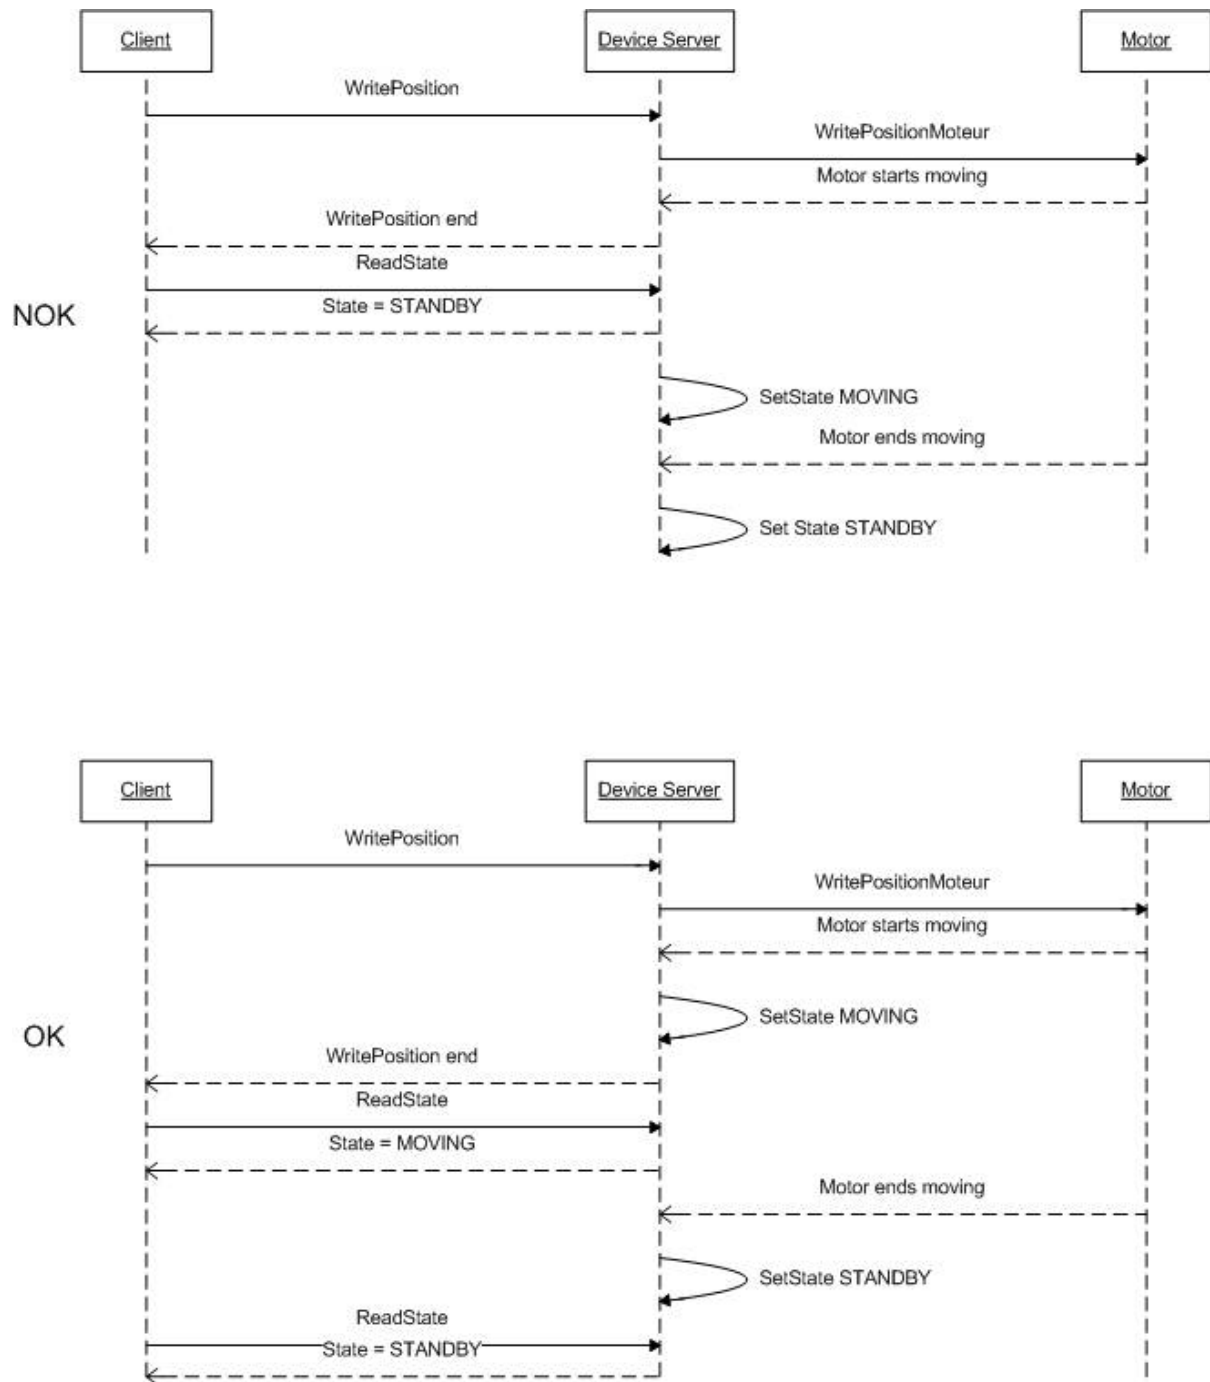 Client
Device Server
Motor
WritePosition
WritePositionMoteur
Motor starts moving
WritePosition end
ReadState
NOK
State = STANDBY
SetState MOVING
Motor ends moving
Set State STANDBY
Client
Device Server
Motor
WritePosition
WritePositionMoteur
Motor starts moving
SetState MOVING
OK
WritePosition end
ReadState
State = MOVING
Motor ends moving
SetState STANDBY
ReadState
State = STANDBY